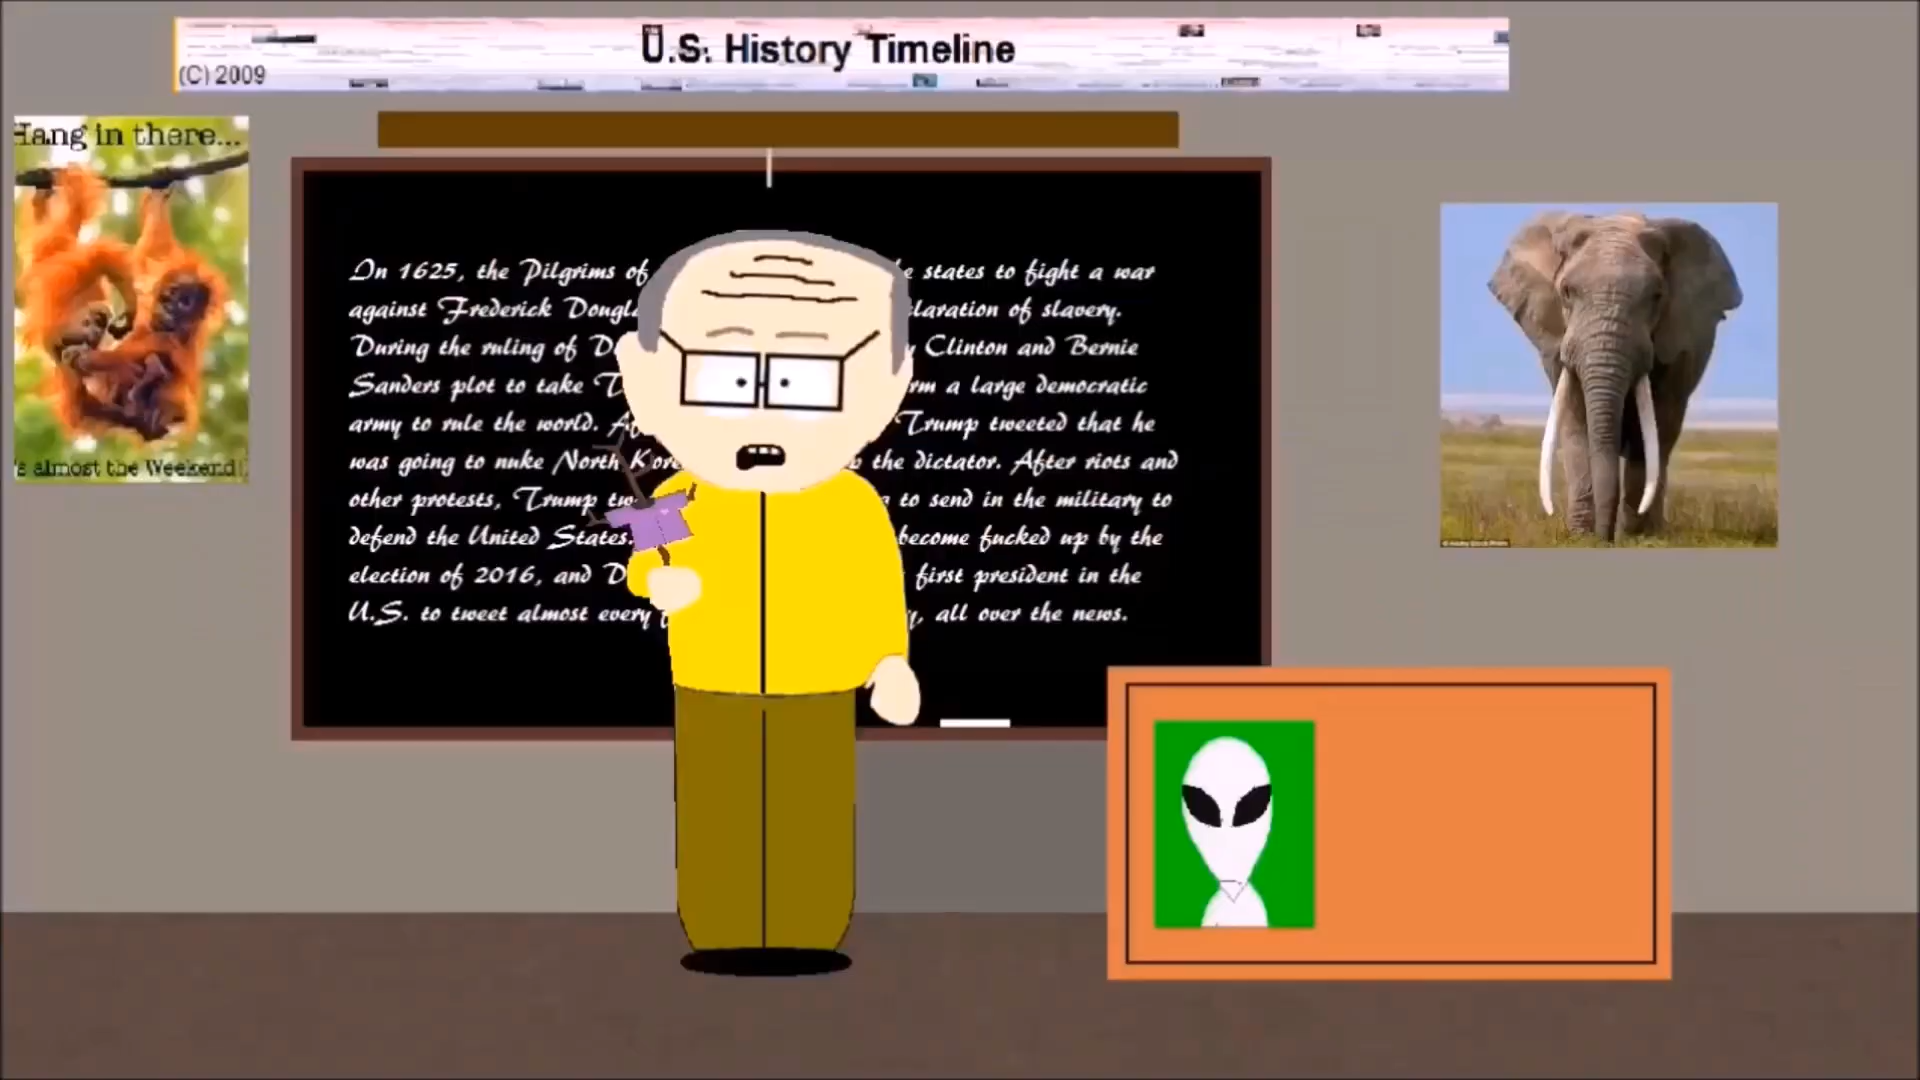 U.S. History Timeline
(C) 2009
Hang in there...
's almost the Weekend!
In 1625, the Pilgrims of states to fight a war
against Frederick claration of slavery.
During the ruling of Clinton and Bernie
Sanders plot to take rm a large democratic
army to rule the world. Trump tweeted that he
was going to nuke North the dictator. After riots and
other protests, Trump to send in the military to
defend the United States. become fucked up by the
election of 2016, and first president in the
U.S. to tweet almost every all over the news.